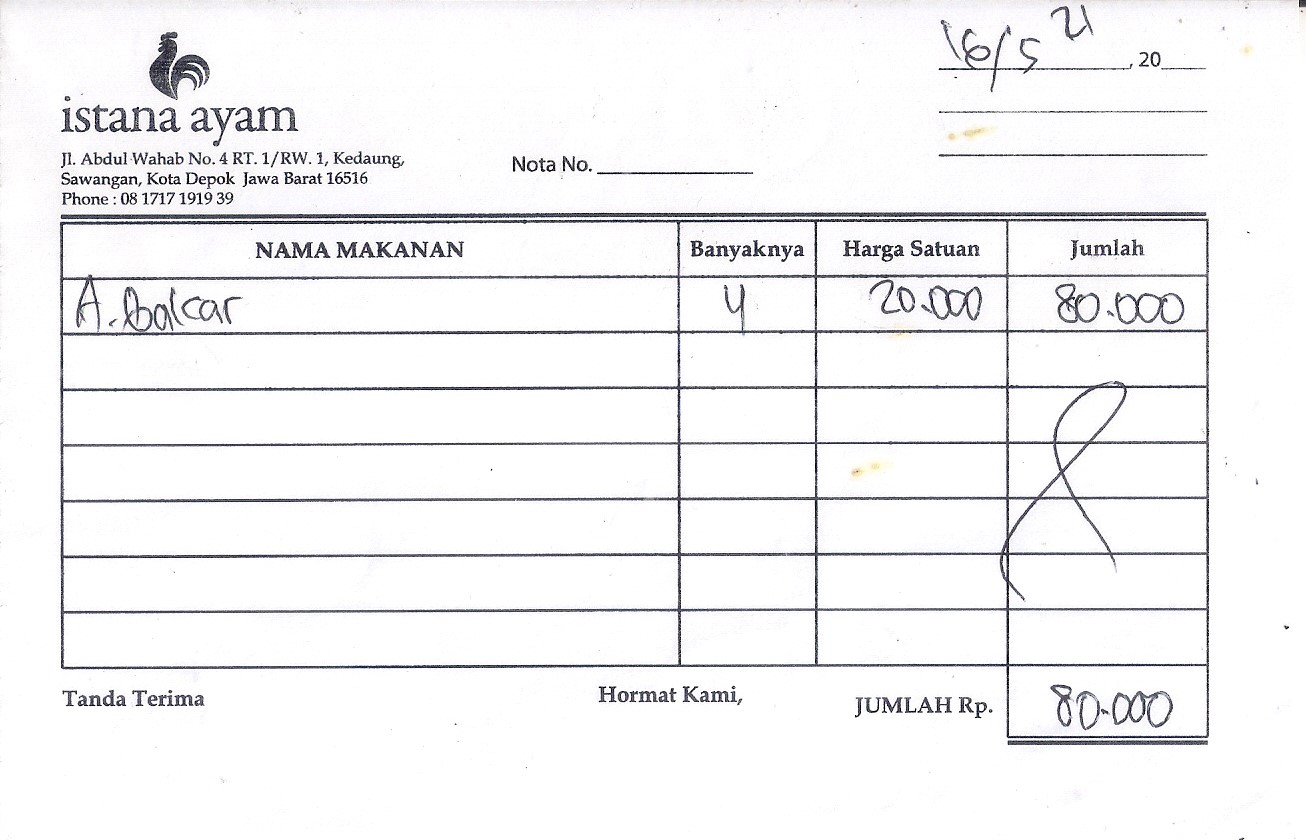 16/5 21, 20
istana ayam
Jl. Abdul Wahab No. 4 RT. 1/RW. 1, Kedaung,
Sawangan, Kota Depok Jawa Barat 16516
Phone : 08 1717 1919 39
Nota No.
NAMA MAKANAN Banyaknya Harga Satuan Jumlah
A. Bakar 4 20.000 80.000
Tanda Terima Hormat Kami, JUMLAH Rp. 80.000